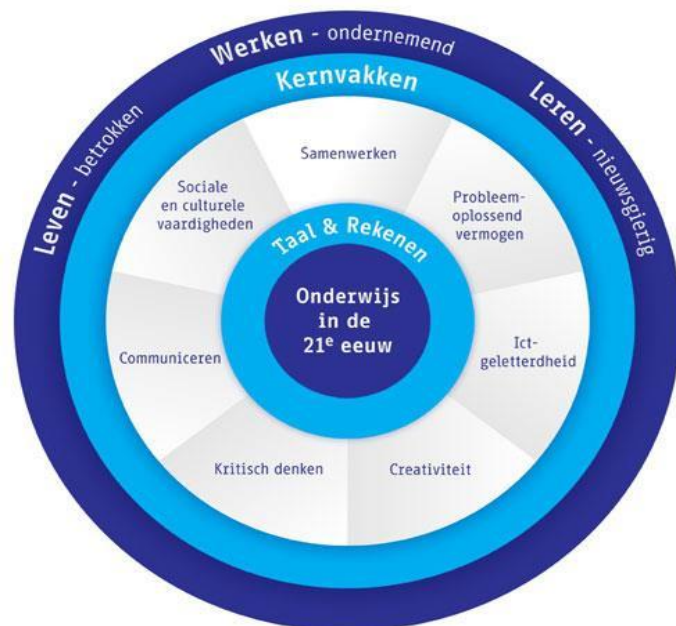 Werken - ondernemend
Leven - betrokken
Leren - nieuwsgierig
Kernvakken
Samenwerken
Sociale
en culturele
vaardigheden
Probleem-
oplossend
vermogen
Taal & Rekenen
Onderwijs
in de
21e eeuw
Communiceren
Ict-
geletterdheid
Kritisch denken
Creativiteit